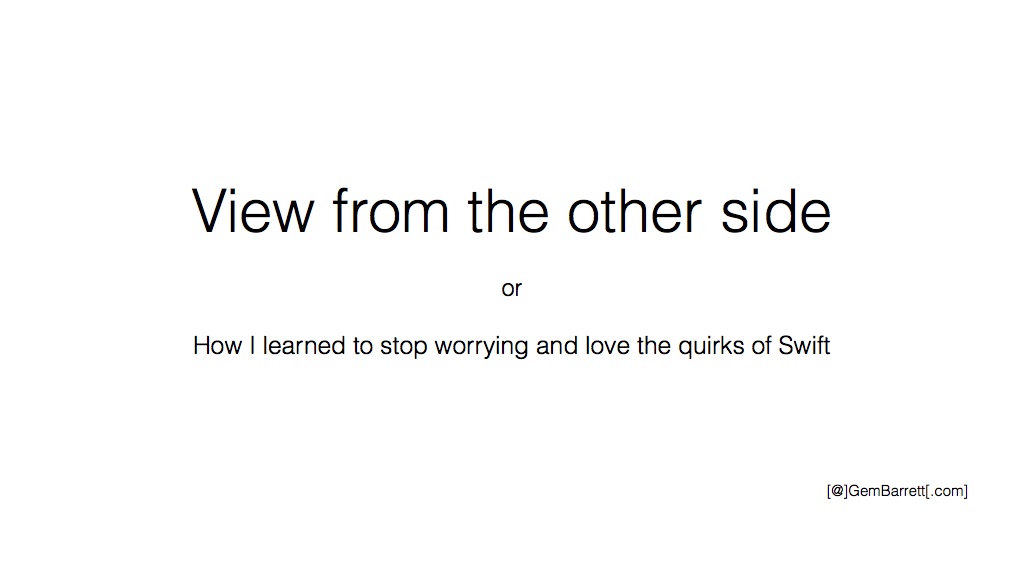 View from the other side
or
How I learned to stop worrying and love the quirks of Swift
[@]GemBarrett[.com]